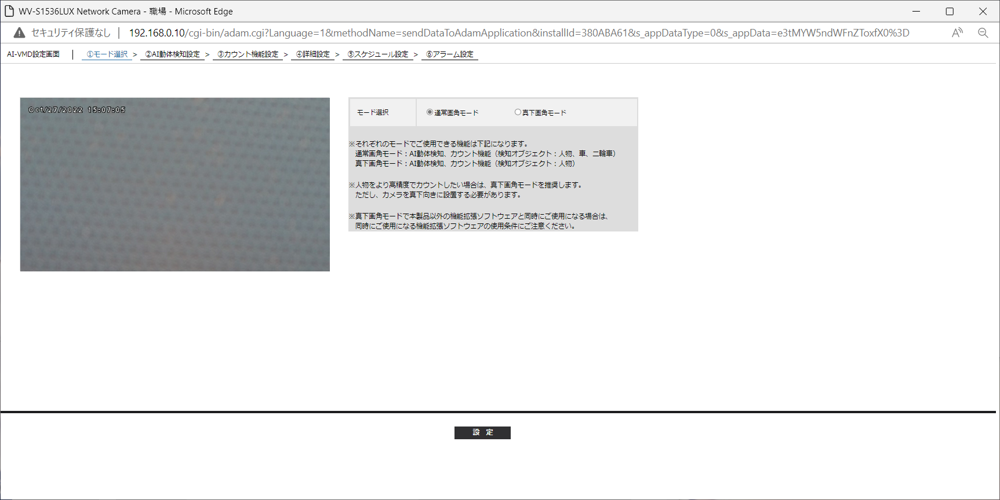 WV-S1536LUX Network Camera - 職場 - Microsoft Edge
セキュリティ保護なし | 192.168.0.10/cgi-bin/adam.cgi?Language=1&methodName=sendDataToAdamApplication&installId=380ABA61&s_appDataType=0&s_appData=e3tMYW5ndWFnZToxfX0%3D
AI-VMD設定画面 | ①モード選択 > ②AI動体検知設定 > ③カウント機能設定 > ④詳細設定 > ⑤スケジュール設定 > ⑥アラーム設定
Oct/27/2022 15:07:05
モード選択 通常画角モード 真下画角モード
※それぞれのモードでご使用できる機能は下記になります。
通常画角モード：AI動体検知、カウント機能（検知オブジェクト：人物、車、二輪車）
真下画角モード：AI動体検知、カウント機能（検知オブジェクト：人物）
※人物をより高精度でカウントしたい場合は、真下画角モードを推奨します。
ただし、カメラを真下向きに設置する必要があります。
※真下画角モードで本製品以外の機能拡張ソフトウェアと同時にご使用になる場合は、
同時にご使用になる機能拡張ソフトウェアの使用条件にご注意ください。
設 定